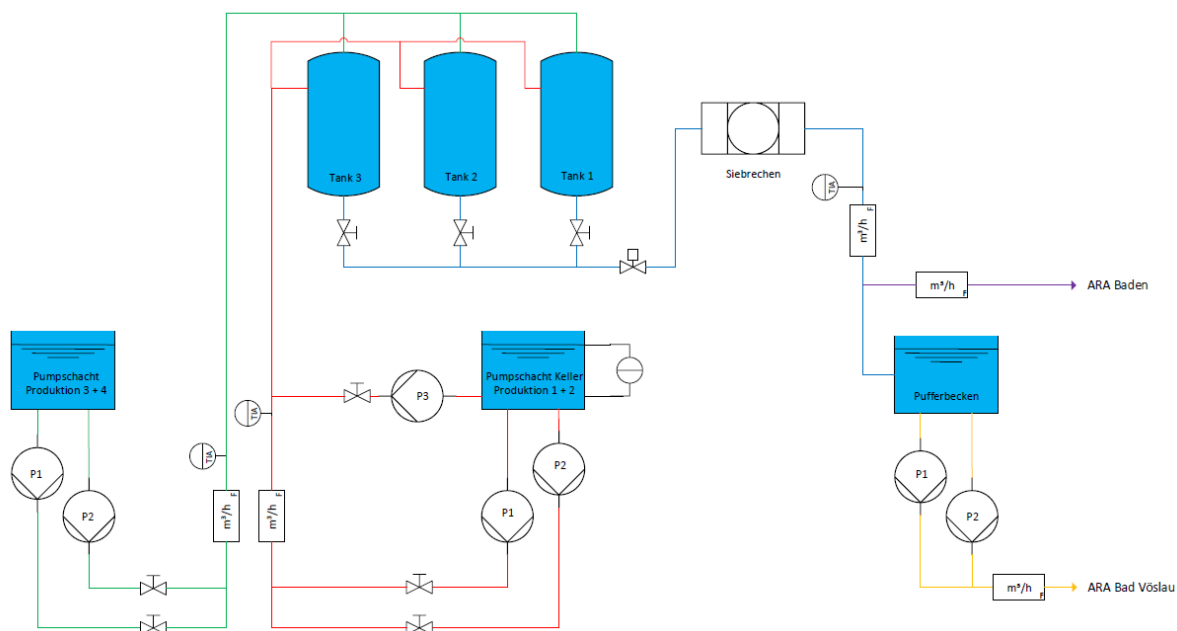 Tank 3
Tank 2
Tank 1
Siebrechen
TIA
m³/h F
m³/h F
ARA Baden
Pumpschacht
Produktion 3 + 4
Pumpschacht Keller
Produktion 1 + 2
P3
Pufferbecken
TIA
TIA
P1
P2
m³/h F
m³/h F
P1
P2
P1
P2
m³/h F
ARA Bad Vöslau